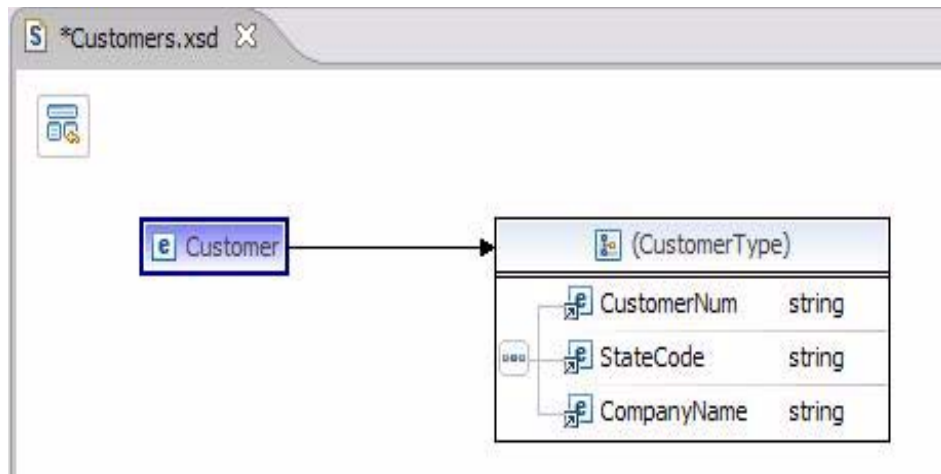 S *Customers.xsd
e Customer
(CustomerType)
e CustomerNum string
e StateCode string
e CompanyName string